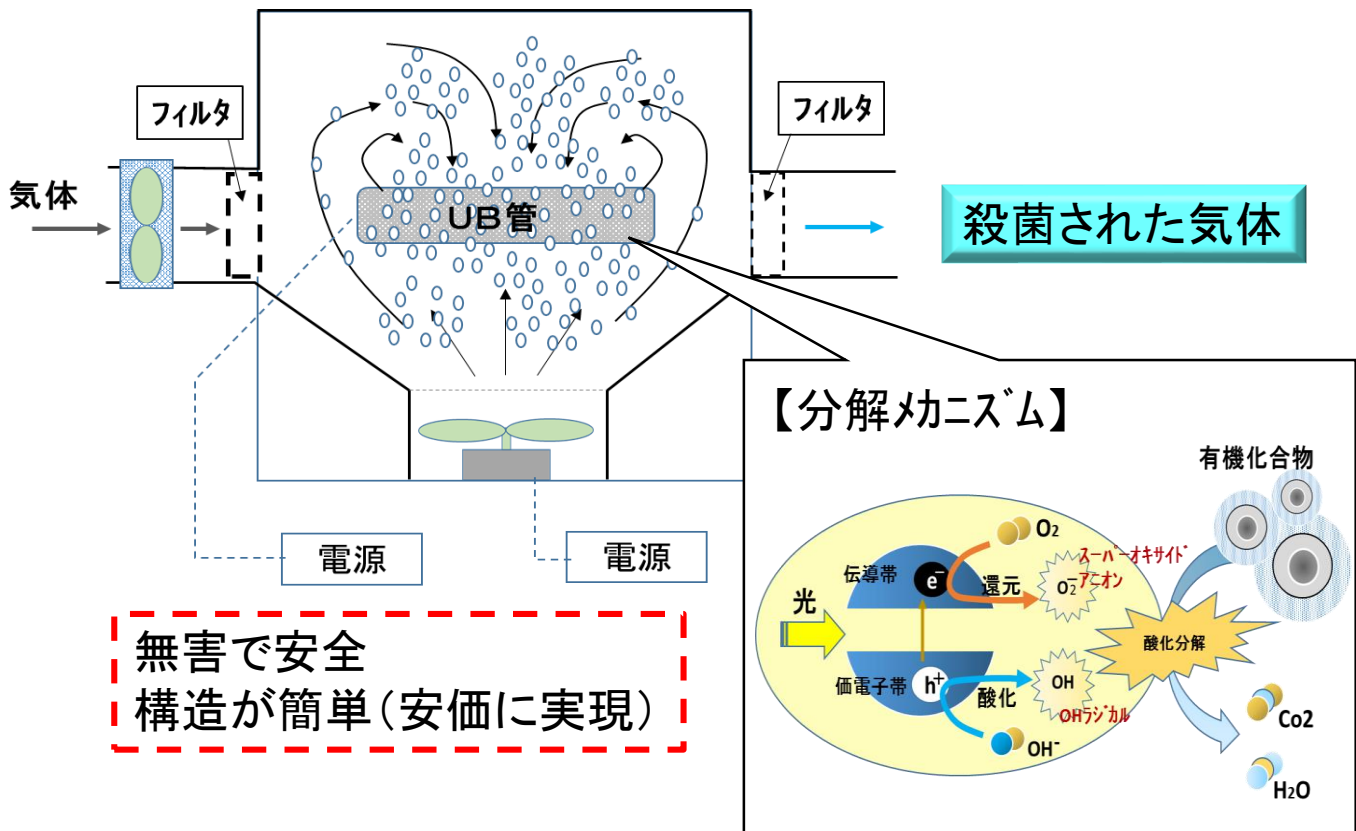 フィルタ
フィルタ
気体
UB管
殺菌された気体
電源
電源
無害で安全
構造が簡単（安価に実現）
【分解ﾒｶﾆｽﾞﾑ】
有機化合物
O₂
ｽｰﾊﾟｰｵｷｻｲﾄﾞ
ｱﾆｵﾝ
伝導帯
e⁻
還元
O₂⁻
光
酸化分解
価電子帯
h⁺
酸化
OH
OHﾗｼﾞｶﾙ
OH⁻
Co2
H₂O